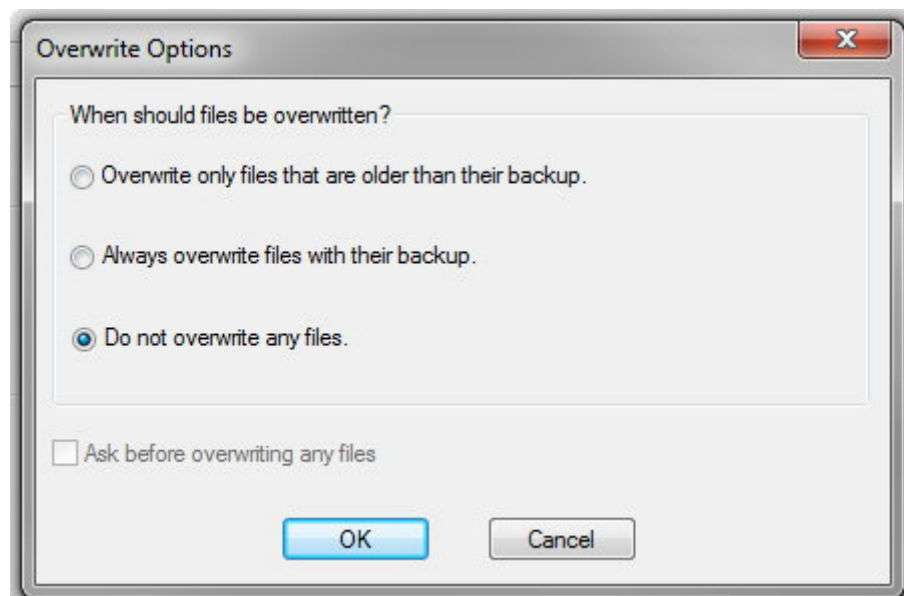 Overwrite Options
When should files be overwritten?
Overwrite only files that are older than their backup.
Always overwrite files with their backup.
Do not overwrite any files.
Ask before overwriting any files
OK
Cancel